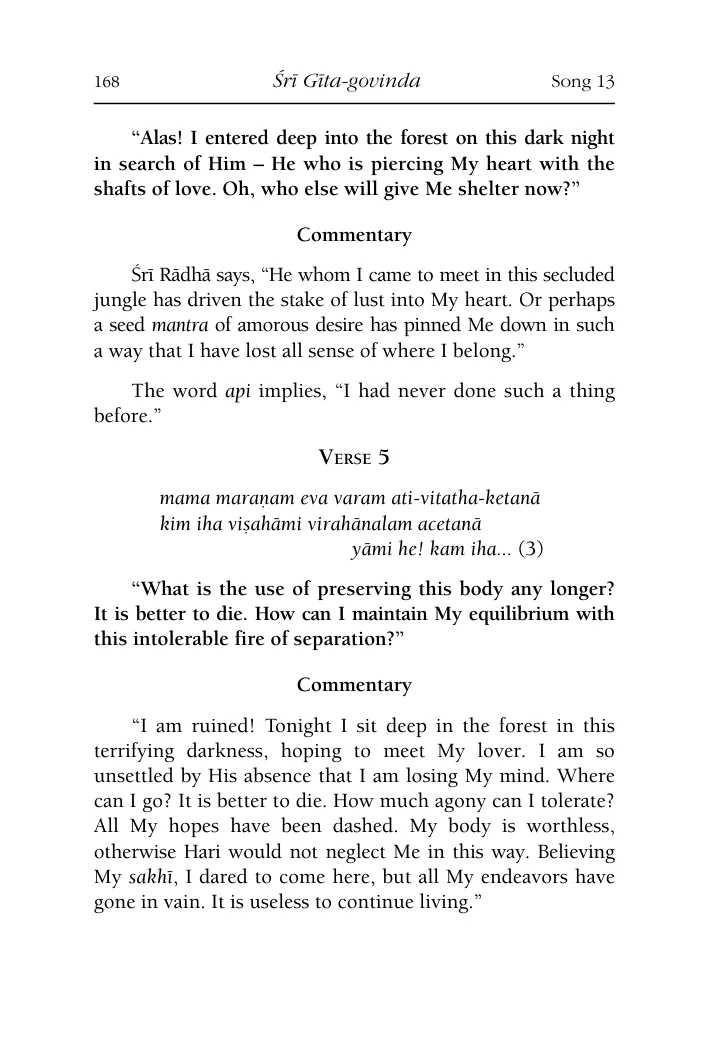 168 Śrī Gīta-govinda Song 13
“Alas! I entered deep into the forest on this dark night
in search of Him – He who is piercing My heart with the
shafts of love. Oh, who else will give Me shelter now?”
Commentary
Śrī Rādhā says, “He whom I came to meet in this secluded
jungle has driven the stake of lust into My heart. Or perhaps
a seed mantra of amorous desire has pinned Me down in such
a way that I have lost all sense of where I belong.”
The word api implies, “I had never done such a thing
before.”
Verse 5
mama maraṇam eva varam ati-vitatha-ketanā
kim iha viṣahāmi virahānalam acetanā
yāmi he! kam iha... (3)
“What is the use of preserving this body any longer?
It is better to die. How can I maintain My equilibrium with
this intolerable fire of separation?”
Commentary
“I am ruined! Tonight I sit deep in the forest in this
terrifying darkness, hoping to meet My lover. I am so
unsettled by His absence that I am losing My mind. Where
can I go? It is better to die. How much agony can I tolerate?
All My hopes have been dashed. My body is worthless,
otherwise Hari would not neglect Me in this way. Believing
My sakhī, I dared to come here, but all My endeavors have
gone in vain. It is useless to continue living.”